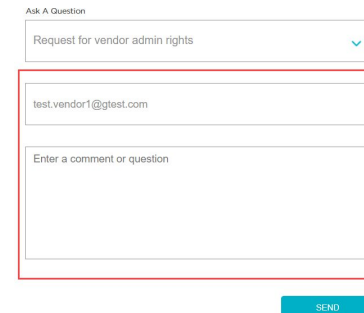 Ask A Question
Request for vendor admin rights
test.vendor1@gtest.com
Enter a comment or question
SEND